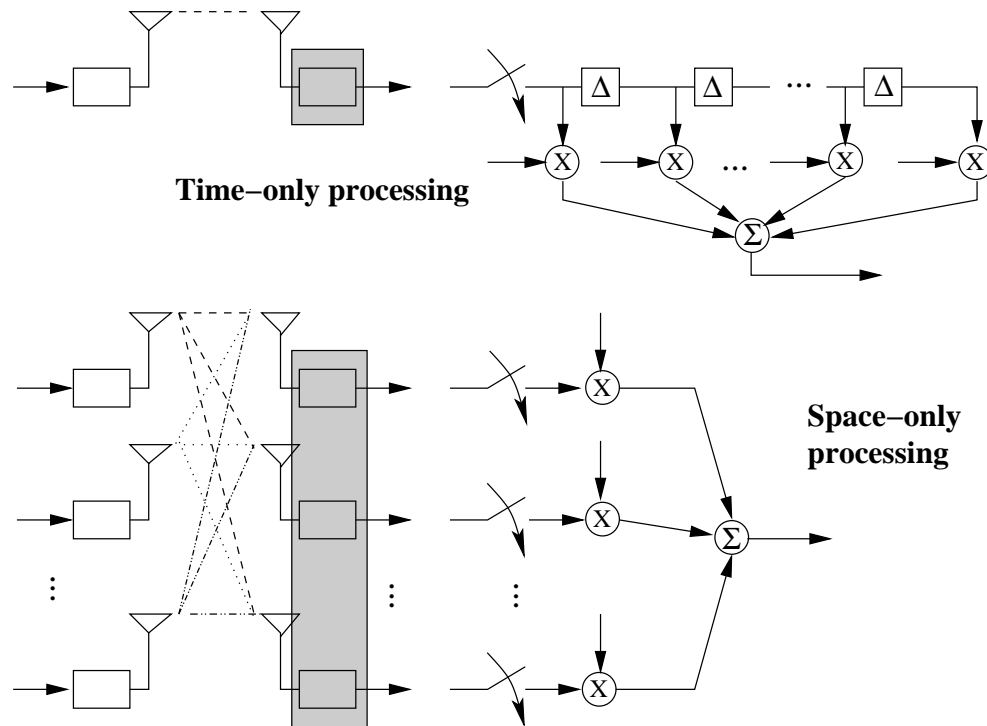 Δ Δ ... Δ
X X ... X X
Time−only processing
Σ
X
Space−only
processing
X
Σ
... ... ...
X